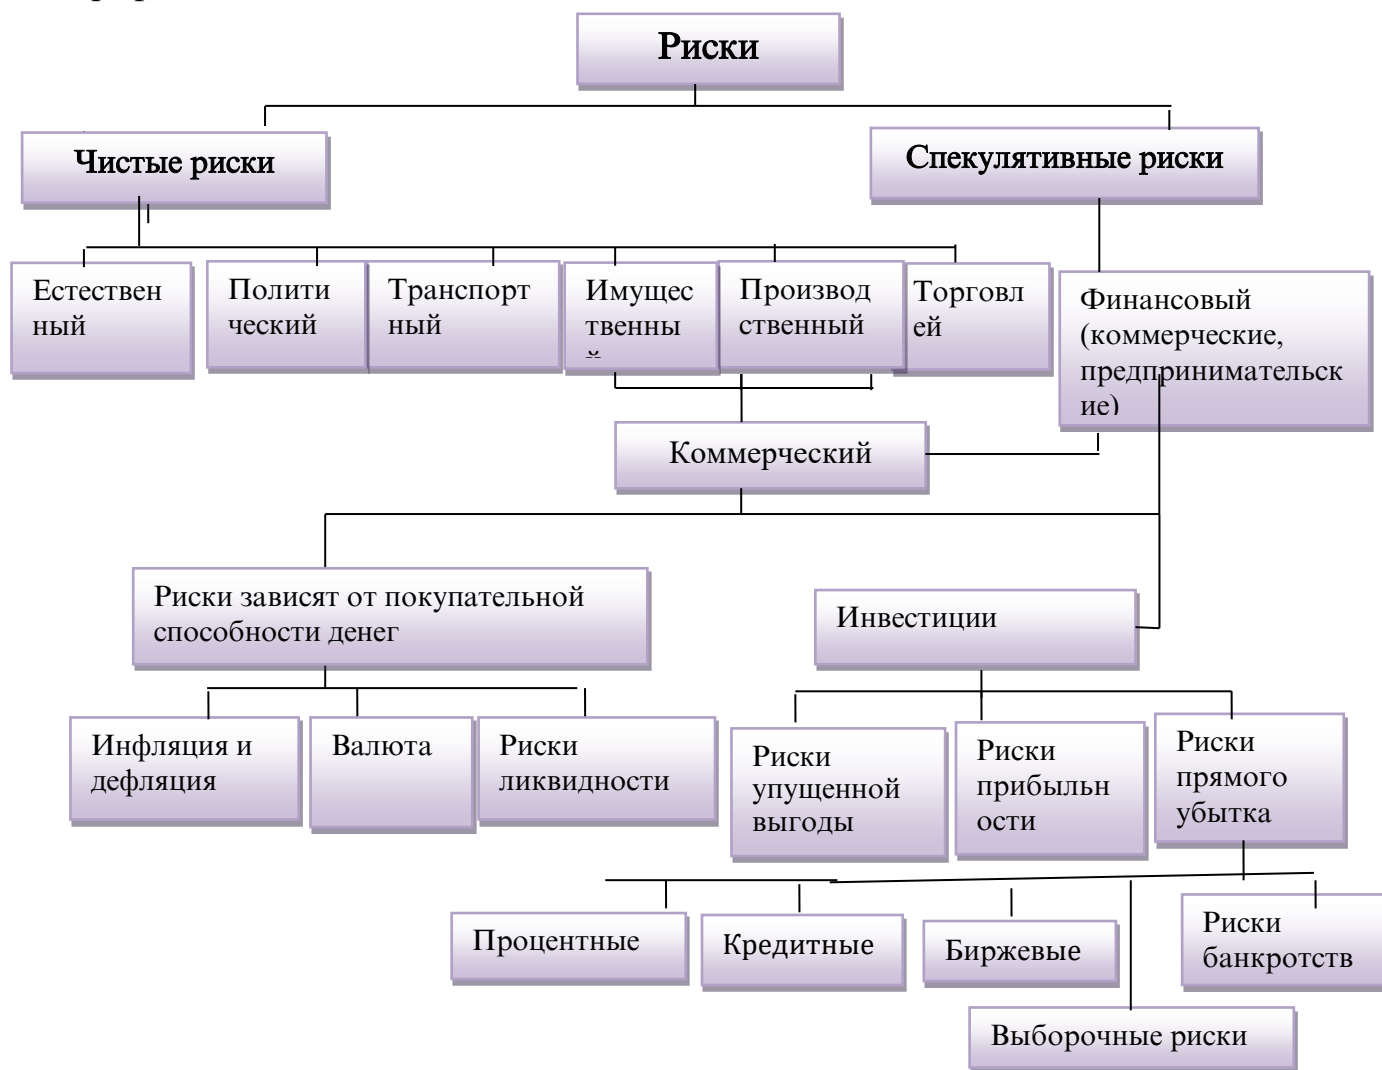 Риски
Чистые риски
Спекулятивные риски
Естествен
ный
Полити
ческий
Транспорт
ный
Имущес
твенны
й
Производ
ственный
Торговл
ей
Финансовый
(коммерческие,
предпринимательск
ие)
Коммерческий
Риски зависят от покупательной
способности денег
Инвестиции
Инфляция и
дефляция
Валюта
Риски
ликвидности
Риски
упущенной
выгоды
Риски
прибыльн
ости
Риски
прямого
убытка
Процентные
Кредитные
Биржевые
Риски
банкротств
Выборочные риски